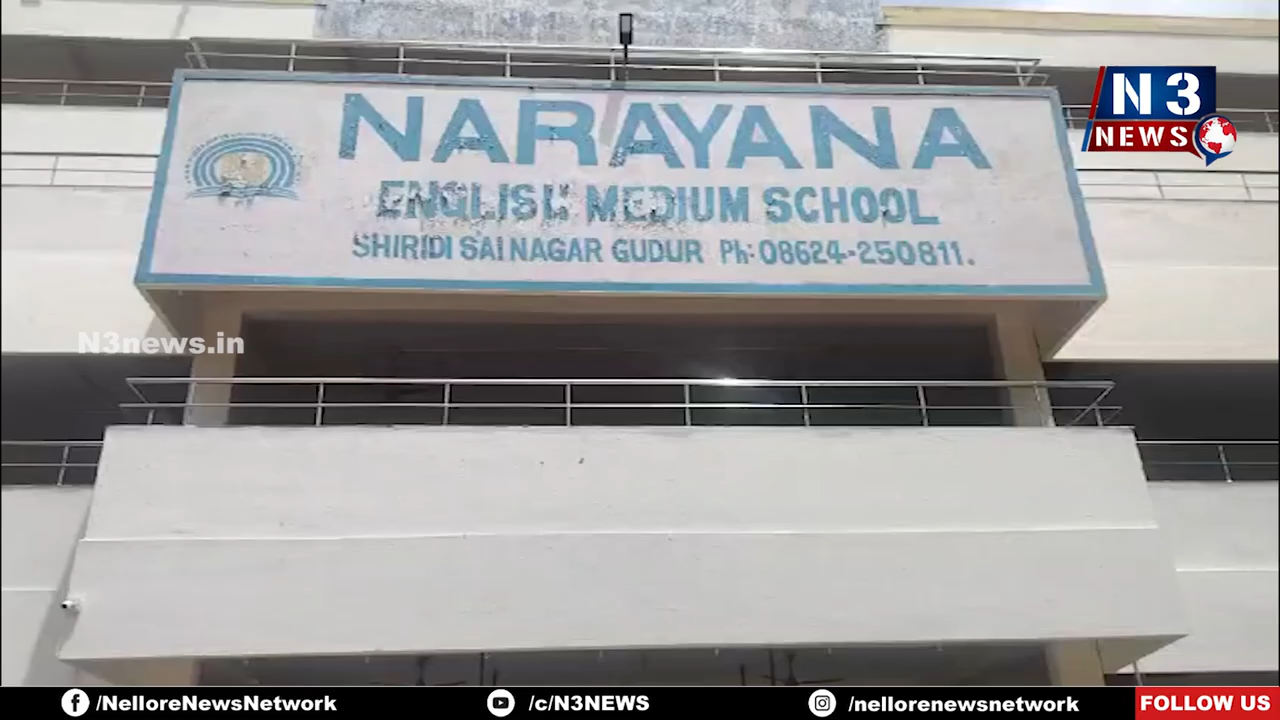 NARAYANA
ENGLISH MEDIUM SCHOOL
SHIRIDI SAI NAGAR GUDUR Ph: 08624-250811.
N3
NEWS
N3news.in
/NelloreNewsNetwork
/c/N3NEWS
/nellorenewsnetwork
FOLLOW US